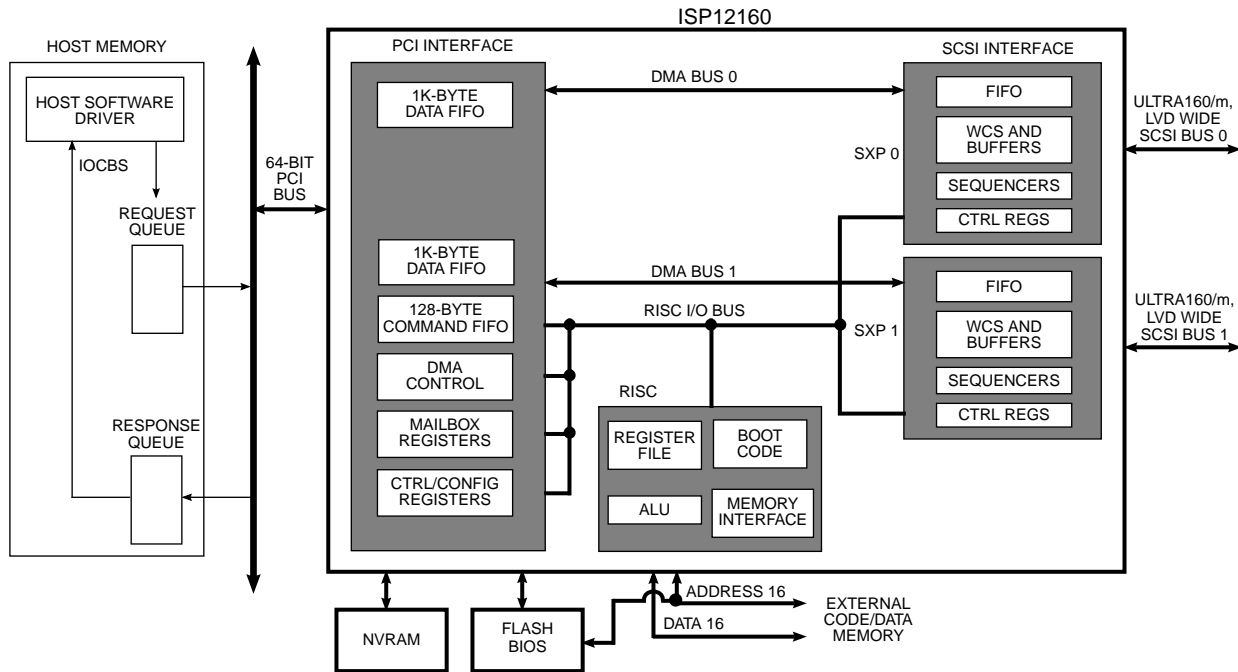 ISP12160
HOST MEMORY
HOST SOFTWARE
DRIVER
IOCBS
REQUEST
QUEUE
RESPONSE
QUEUE
64-BIT
PCI
BUS
PCI INTERFACE
1K-BYTE
DATA FIFO
1K-BYTE
DATA FIFO
128-BYTE
COMMAND FIFO
DMA
CONTROL
MAILBOX
REGISTERS
CTRL/CONFIG
REGISTERS
DMA BUS 0
DMA BUS 1
RISC I/O BUS
RISC
REGISTER
FILE
BOOT
CODE
ALU
MEMORY
INTERFACE
SCSI INTERFACE
SXP 0
FIFO
WCS AND
BUFFERS
SEQUENCERS
CTRL REGS
SXP 1
FIFO
WCS AND
BUFFERS
SEQUENCERS
CTRL REGS
ULTRA160/m,
LVD WIDE
SCSI BUS 0
ULTRA160/m,
LVD WIDE
SCSI BUS 1
NVRAM
FLASH
BIOS
ADDRESS 16
DATA 16
EXTERNAL
CODE/DATA
MEMORY